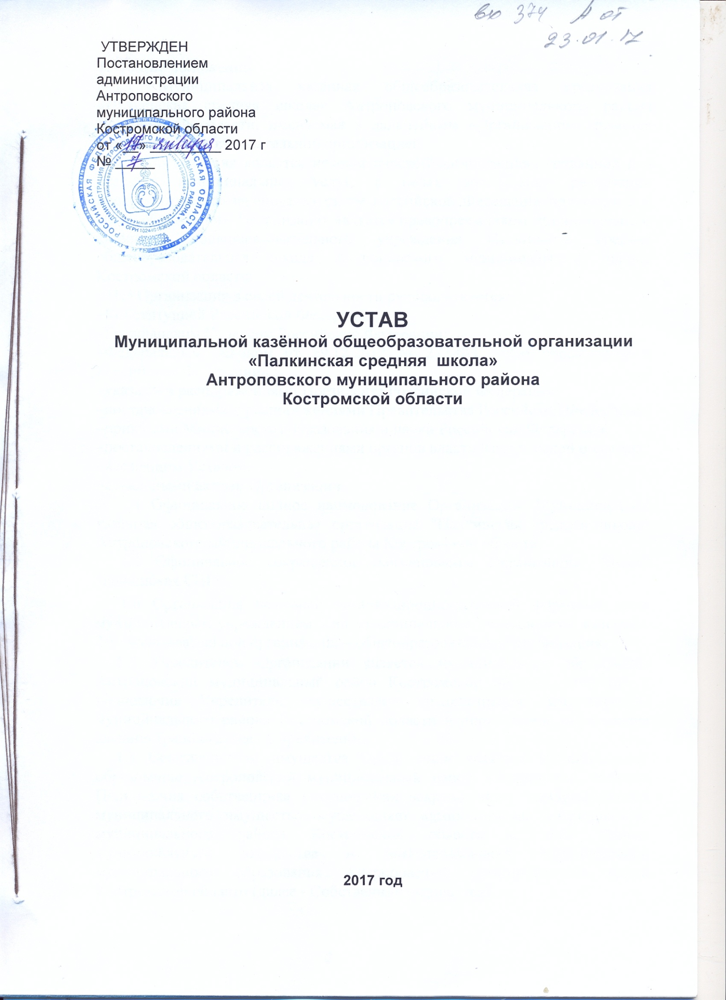 вх 374 А от
23.01.17
УТВЕРЖДЕН
Постановлением
администрации
Антроповского
муниципального района
Костромской области
от «17» января 2017 г
№ 7
РОССИЙСКАЯ ФЕДЕРАЦИЯ * КОСТРОМСКАЯ ОБЛАСТЬ
АДМИНИСТРАЦИЯ АНТРОПОВСКОГО МУНИЦИПАЛЬНОГО РАЙОНА
* ОГРН 1024401836524 *
ИНН4408000445
УСТАВ
Муниципальной казённой общеобразовательной организации
«Палкинская средняя  школа»
Антроповского муниципального района
Костромской области
2017 год